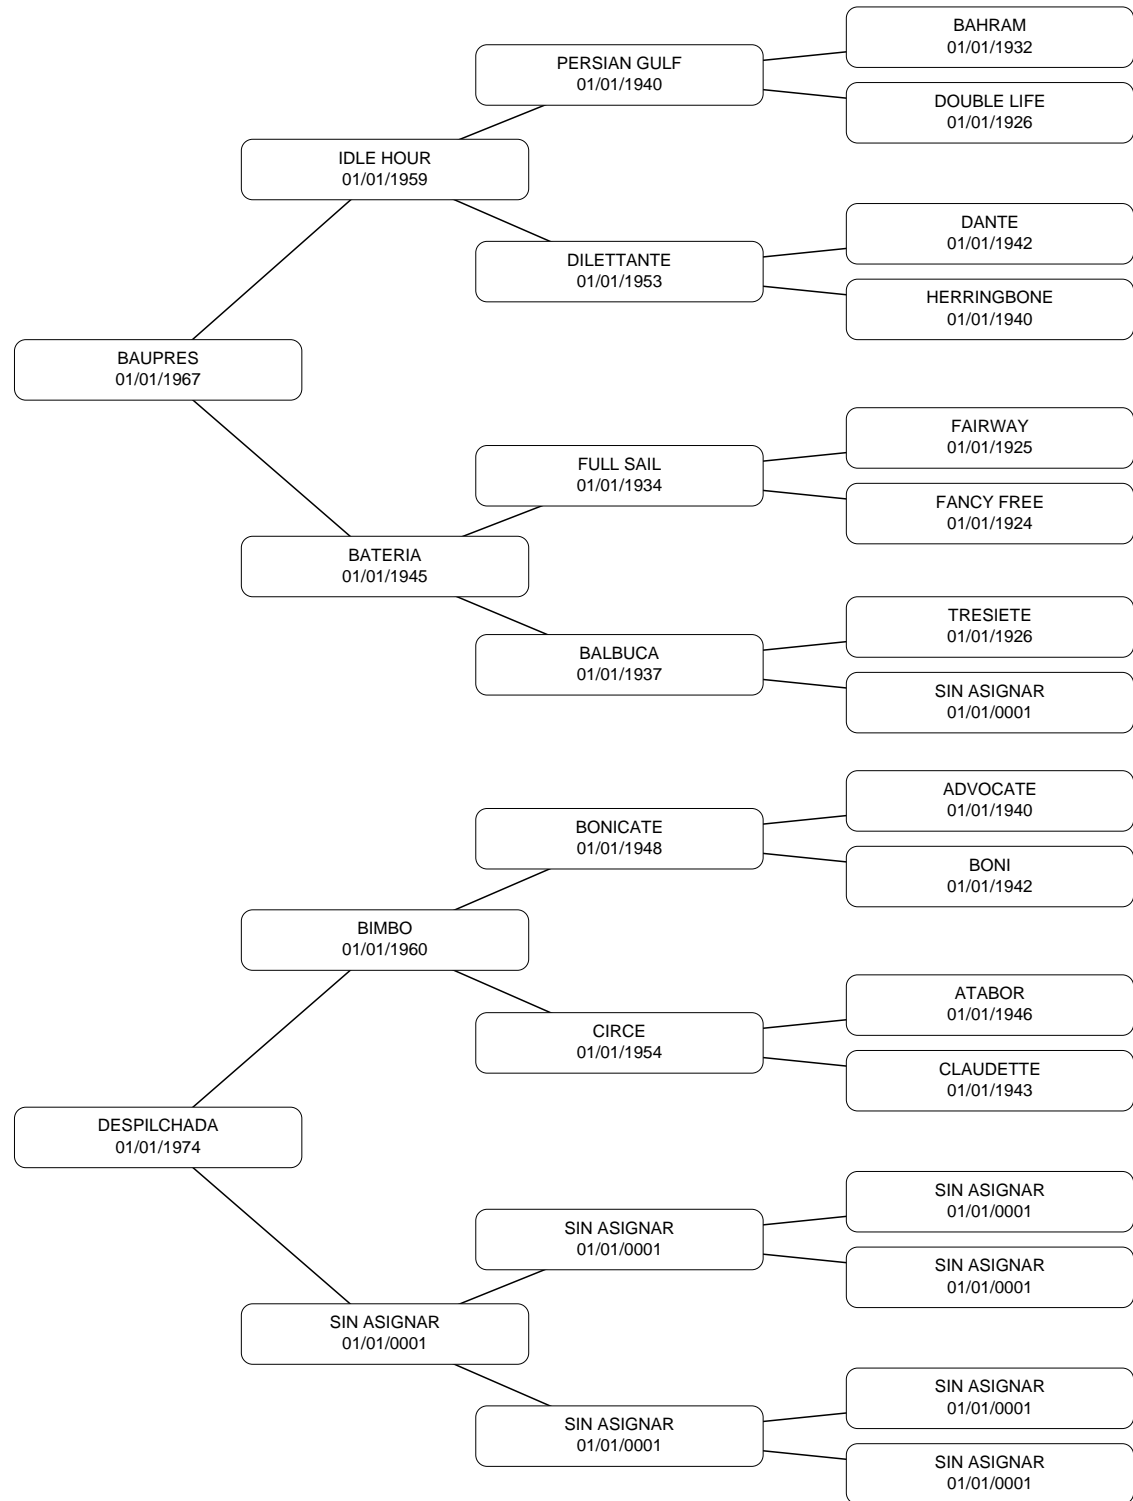 BAHRAM
01/01/1932
PERSIAN GULF
01/01/1940
DOUBLE LIFE
01/01/1926
IDLE HOUR
01/01/1959
DANTE
01/01/1942
DILETTANTE
01/01/1953
HERRINGBONE
01/01/1940
BAUPRES
01/01/1967
FAIRWAY
01/01/1925
FULL SAIL
01/01/1934
FANCY FREE
01/01/1924
BATERIA
01/01/1945
TRESIETE
01/01/1926
BALBUCA
01/01/1937
SIN ASIGNAR
01/01/0001
ADVOCATE
01/01/1940
BONICATE
01/01/1948
BONI
01/01/1942
BIMBO
01/01/1960
ATABOR
01/01/1946
CIRCE
01/01/1954
CLAUDETTE
01/01/1943
DESPILCHADA
01/01/1974
SIN ASIGNAR
01/01/0001
SIN ASIGNAR
01/01/0001
SIN ASIGNAR
01/01/0001
SIN ASIGNAR
01/01/0001
SIN ASIGNAR
01/01/0001
SIN ASIGNAR
01/01/0001
SIN ASIGNAR
01/01/0001